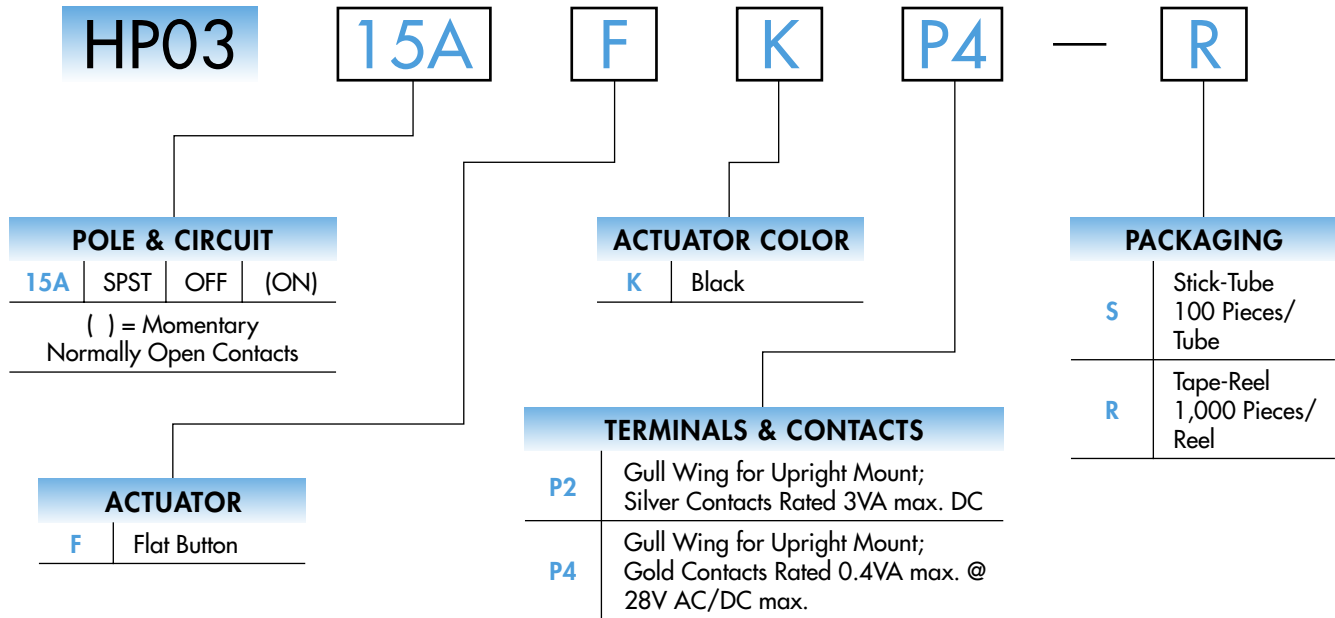 HP03 15A F K P4 — R
POLE & CIRCUIT
15A SPST OFF (ON)
( ) = Momentary
Normally Open Contacts
ACTUATOR
F Flat Button
ACTUATOR COLOR
K Black
TERMINALS & CONTACTS
P2 Gull Wing for Upright Mount;
Silver Contacts Rated 3VA max. DC
P4 Gull Wing for Upright Mount;
Gold Contacts Rated 0.4VA max. @
28V AC/DC max.
PACKAGING
S Stick-Tube
100 Pieces/
Tube
R Tape-Reel
1,000 Pieces/
Reel